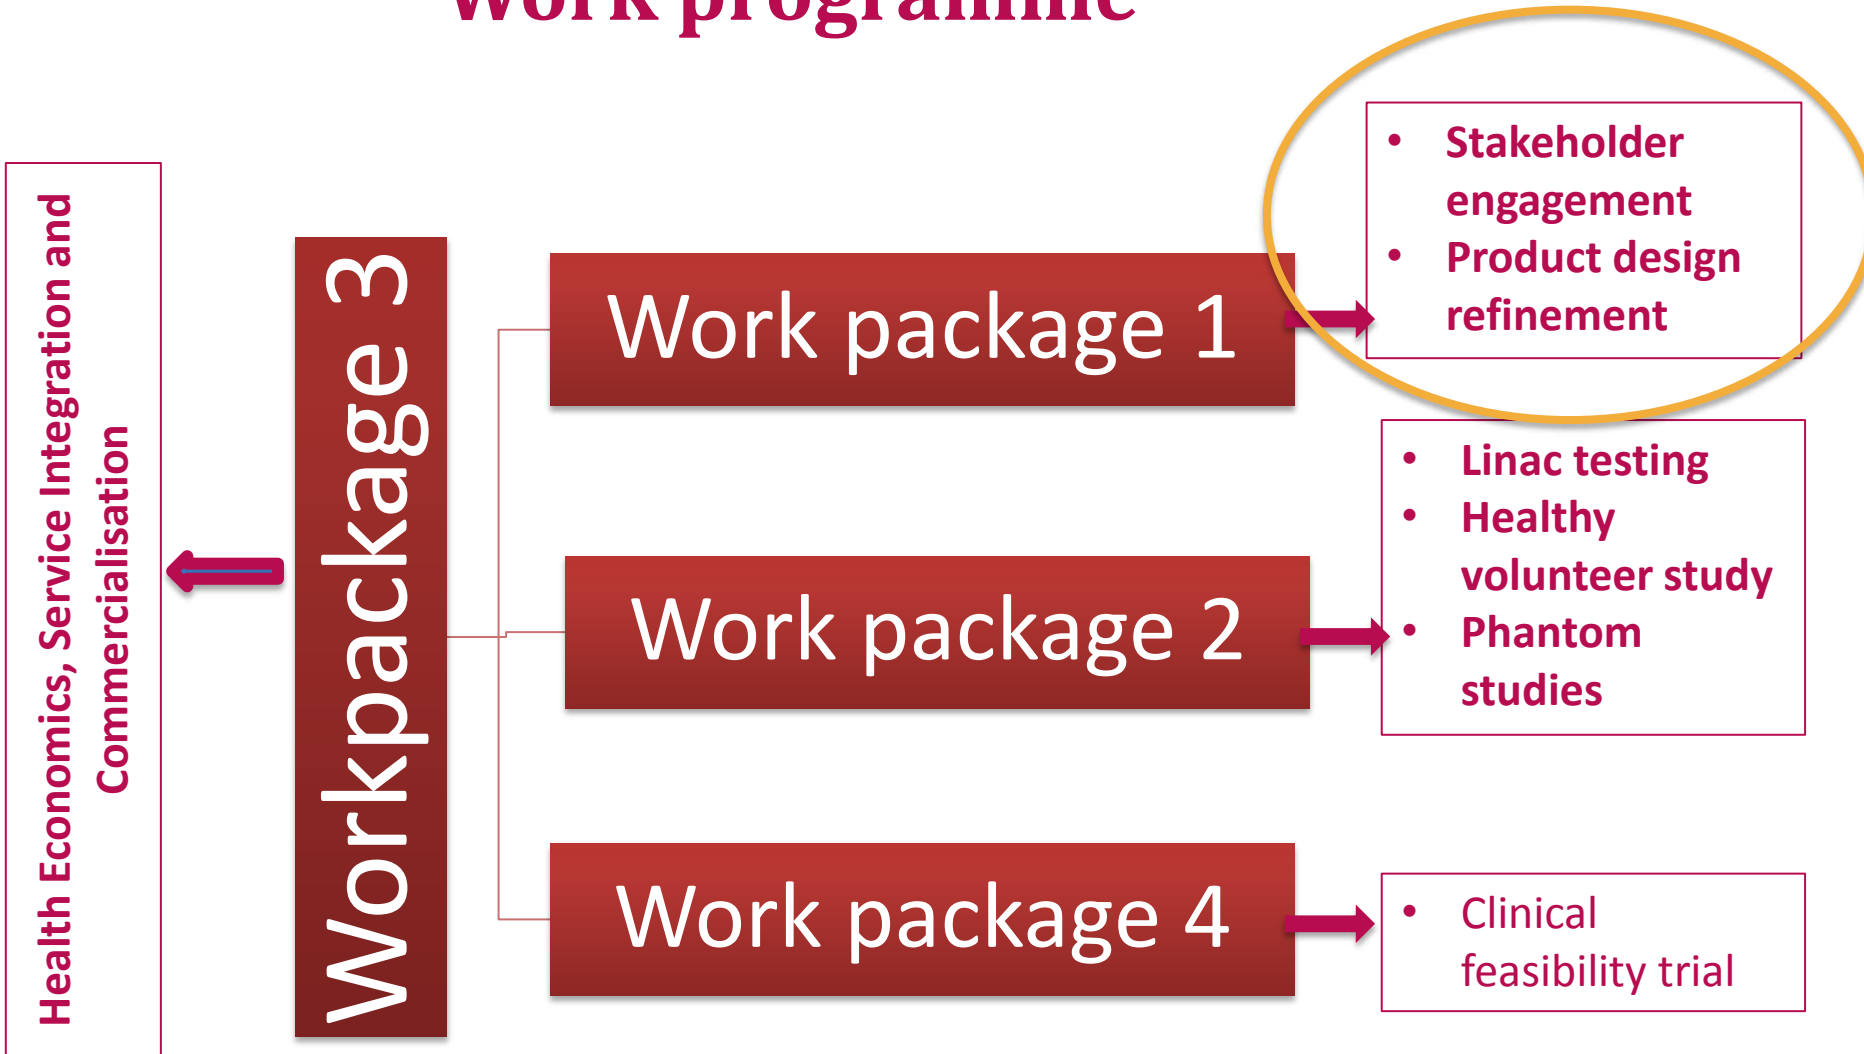 Work programme
Health Economics, Service Integration and
Commercialisation
Workpackage 3
Work package 1
• Stakeholder
engagement
• Product design
refinement
Work package 2
• Linac testing
• Healthy
volunteer study
• Phantom
studies
Work package 4
• Clinical
feasibility trial